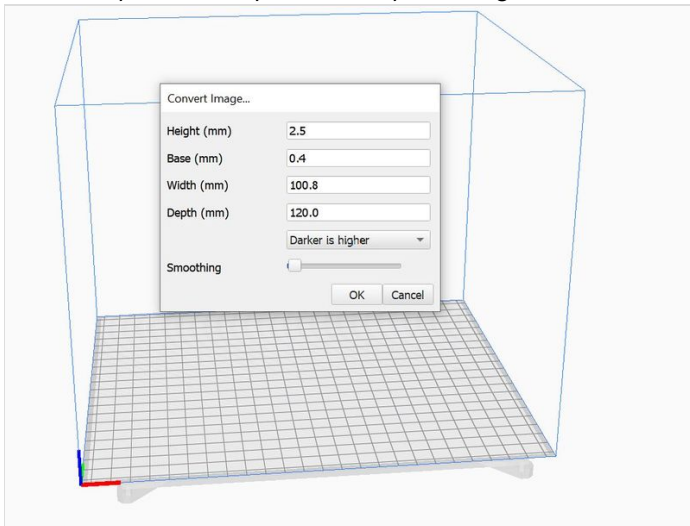 Convert Image...
Height (mm) 2.5
Base (mm) 0.4
Width (mm) 100.8
Depth (mm) 120.0
Darker is higher
Smoothing
OK Cancel